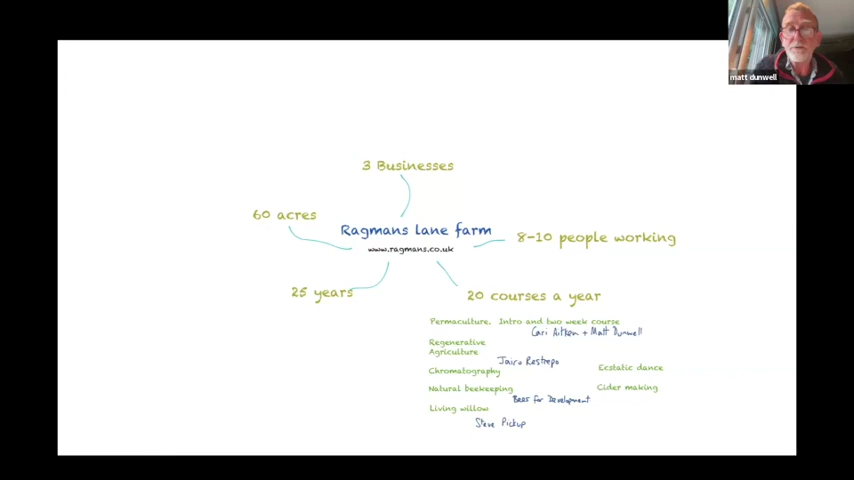 matt dunwell
3 Businesses
60 acres
Ragmans lane farm
www.ragmans.co.uk
8-10 people working
25 years
20 courses a year
Permaculture. Intro and two week course
Cari Aitken + Matt Dunwell
Regenerative
Agriculture
Jairo Restrepo
Chromatography
Ecstatic dance
Natural beekeeping
Cider making
Bees for Development
Living willow
Steve Pickup